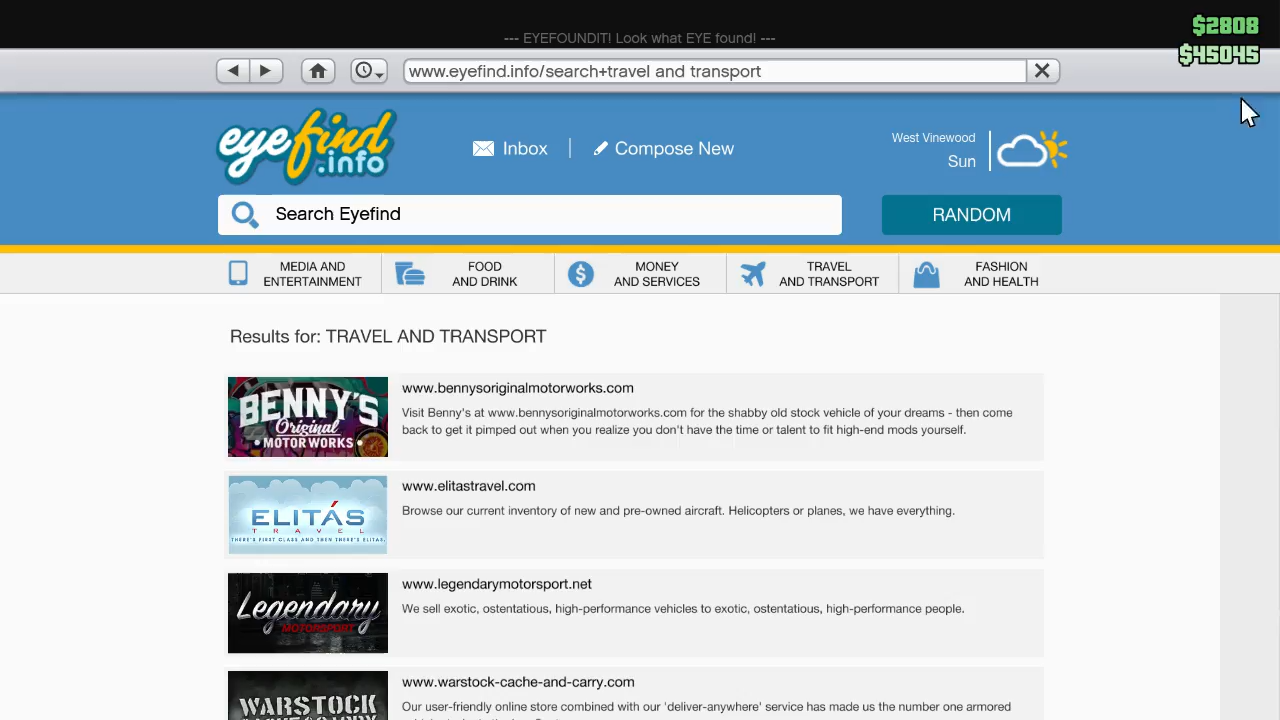 $2808
--- EYEFOUNDIT! Look what EYE found! ---
$45045
www.eyefind.info/search+travel and transport
eyefind
.info
Inbox
Compose New
West Vinewood
Sun
Search Eyefind
RANDOM
MEDIA AND
ENTERTAINMENT
FOOD
AND DRINK
MONEY
AND SERVICES
TRAVEL
AND TRANSPORT
FASHION
AND HEALTH
Results for: TRAVEL AND TRANSPORT
BENNY'S
Original
MOTOR WORKS
www.bennysoriginalmotorworks.com
Visit Benny's at www.bennysoriginalmotorworks.com for the shabby old stock vehicle of your dreams - then come
back to get it pimped out when you realize you don't have the time or talent to fit high-end mods yourself.
ELITÁS
TRAVEL
THERE'S FIRST CLASS AND THEN THERE'S ELITAS.
www.elitastravel.com
Browse our current inventory of new and pre-owned aircraft. Helicopters or planes, we have everything.
Legendary
MOTORSPORT
www.legendarymotorsport.net
We sell exotic, ostentatious, high-performance vehicles to exotic, ostentatious, high-performance people.
WARSTOCK
www.warstock-cache-and-carry.com
Our user-friendly online store combined with our 'deliver-anywhere' service has made us the number one armored